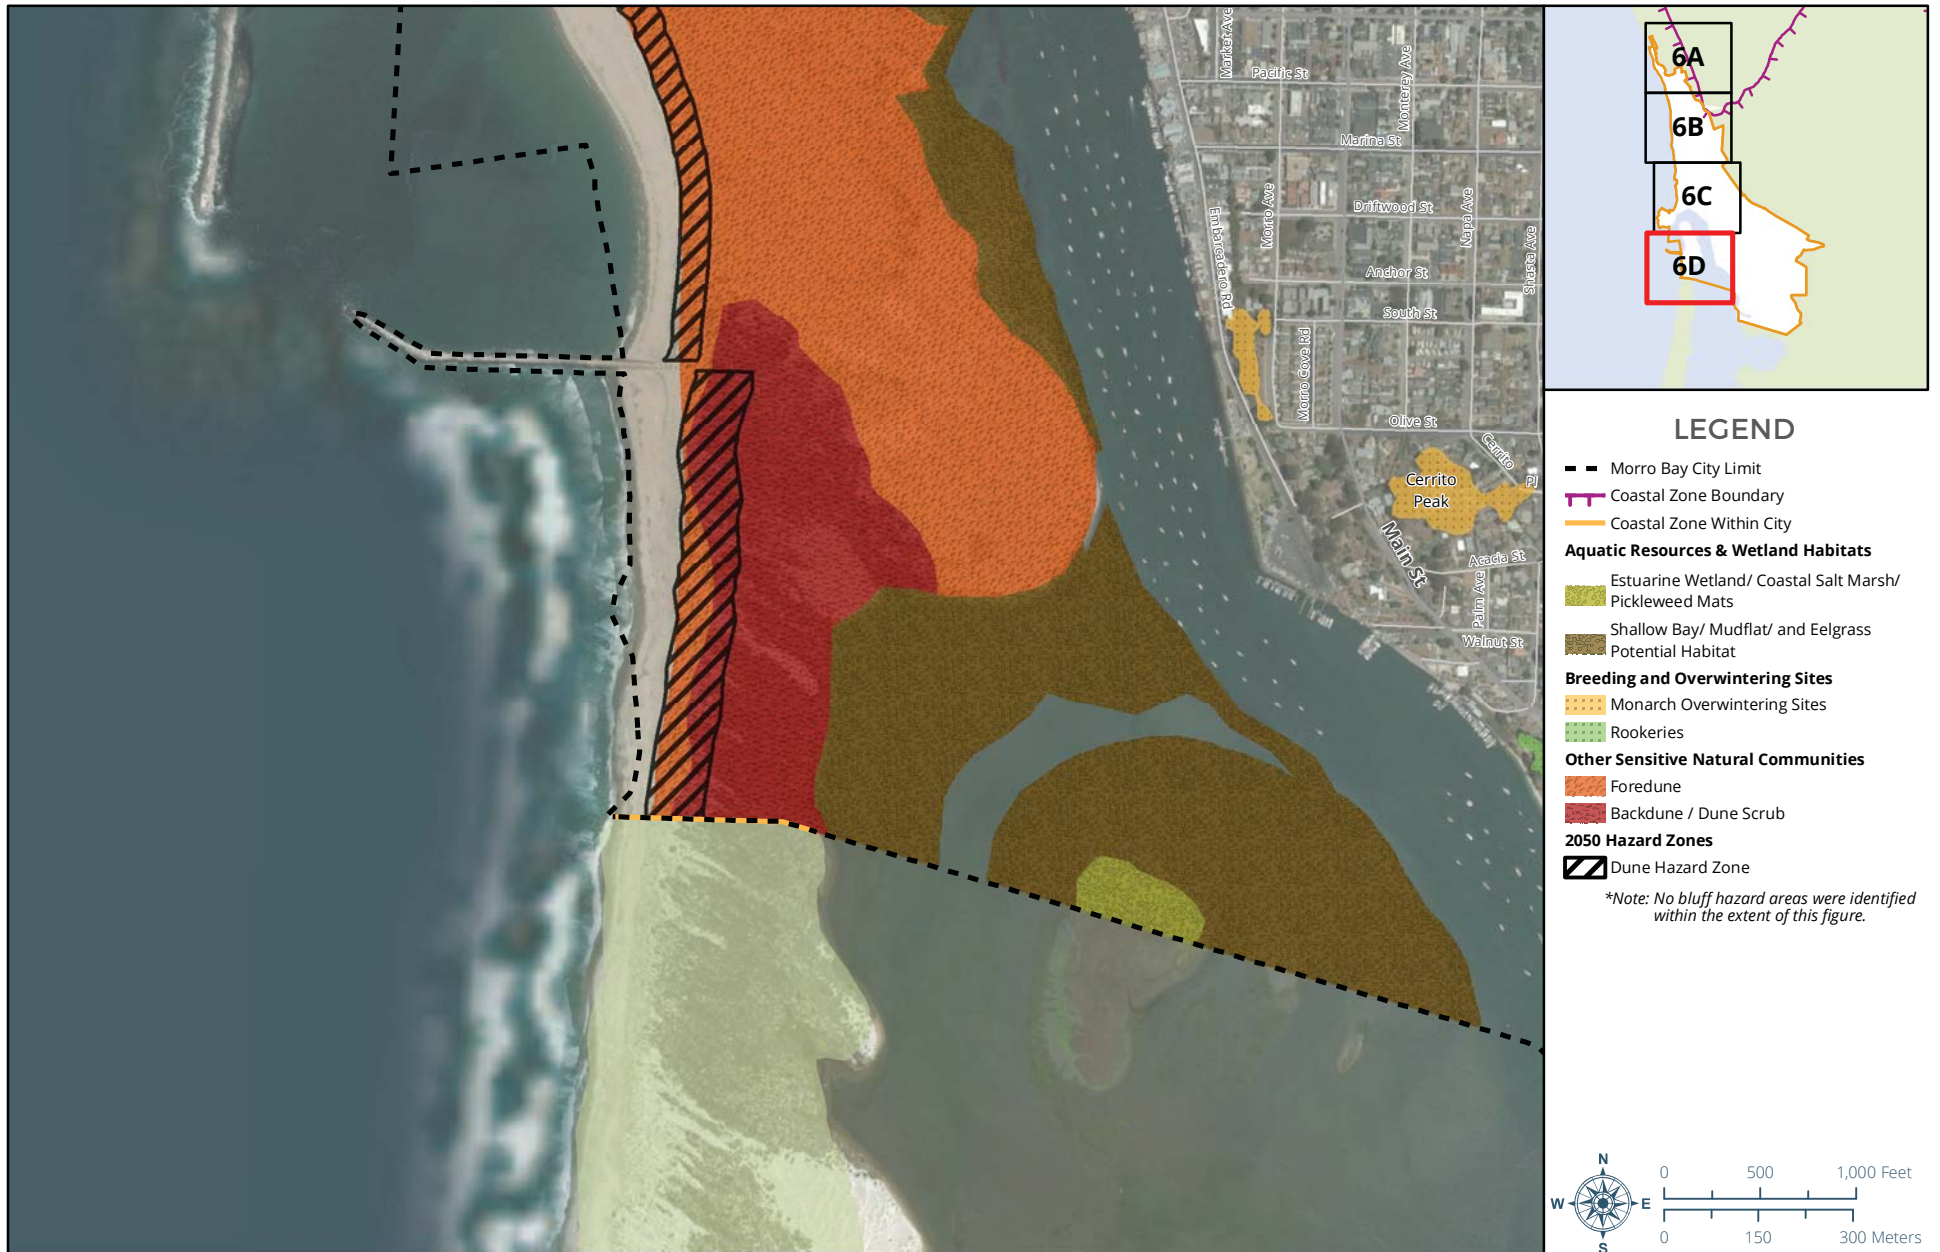 Market Ave
Pacific St
Monterey Ave
Marina St
Morro Ave
Driftwood St
Napa Ave
Embarcadero Rd
Shasta Ave
Anchor St
South St
Morro Cove Rd
Olive St
Cerrito
Pl
Cerrito
Peak
Main St
Acacia St
Palm Ave
Walnut St
6A
6B
6C
6D
LEGEND
Morro Bay City Limit
Coastal Zone Boundary
Coastal Zone Within City
Aquatic Resources & Wetland Habitats
Estuarine Wetland/ Coastal Salt Marsh/
Pickleweed Mats
Shallow Bay/ Mudflat/ and Eelgrass
Potential Habitat
Breeding and Overwintering Sites
Monarch Overwintering Sites
Rookeries
Other Sensitive Natural Communities
Foredune
Backdune / Dune Scrub
2050 Hazard Zones
Dune Hazard Zone
*Note: No bluff hazard areas were identified
within the extent of this figure.
N
W
E
S
0 500 1,000 Feet
0 150 300 Meters